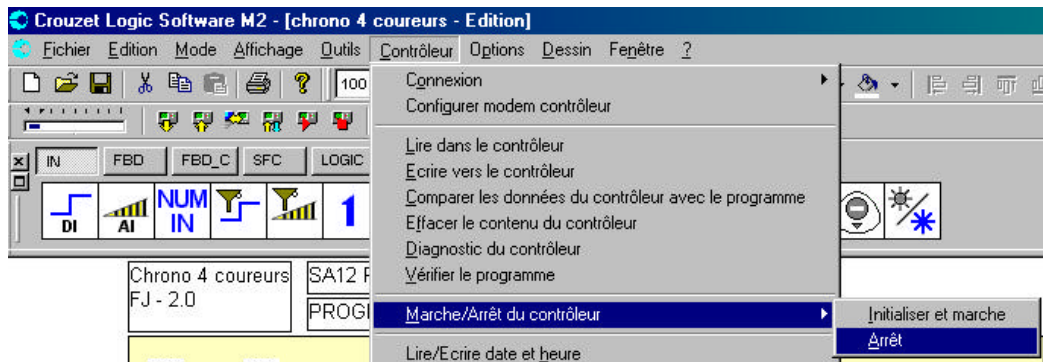 Crouzet Logic Software M2 - [chrono 4 coureurs - Edition]
Fichier Edition Mode Affichage Outils Contrôleur Options Dessin Fenêtre ?
100
Connexion
Configurer modem contrôleur
Lire dans le contrôleur
Ecrire vers le contrôleur
Comparer les données du contrôleur avec le programme
Effacer le contenu du contrôleur
Diagnostic du contrôleur
Vérifier le programme
Marche/Arrêt du contrôleur
Lire/Ecrire date et heure
Initialiser et marche
Arrêt
IN FBD FBD_C SFC LOGIC
DI AI NUM IN 1
Chrono 4 coureurs
FJ - 2.0
SA12